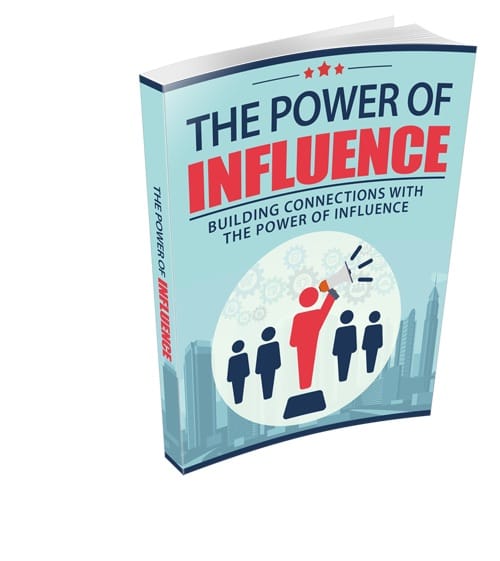 THE POWER OF
INFLUENCE
BUILDING CONNECTIONS WITH
THE POWER OF INFLUENCE
THE POWER OF INFLUENCE